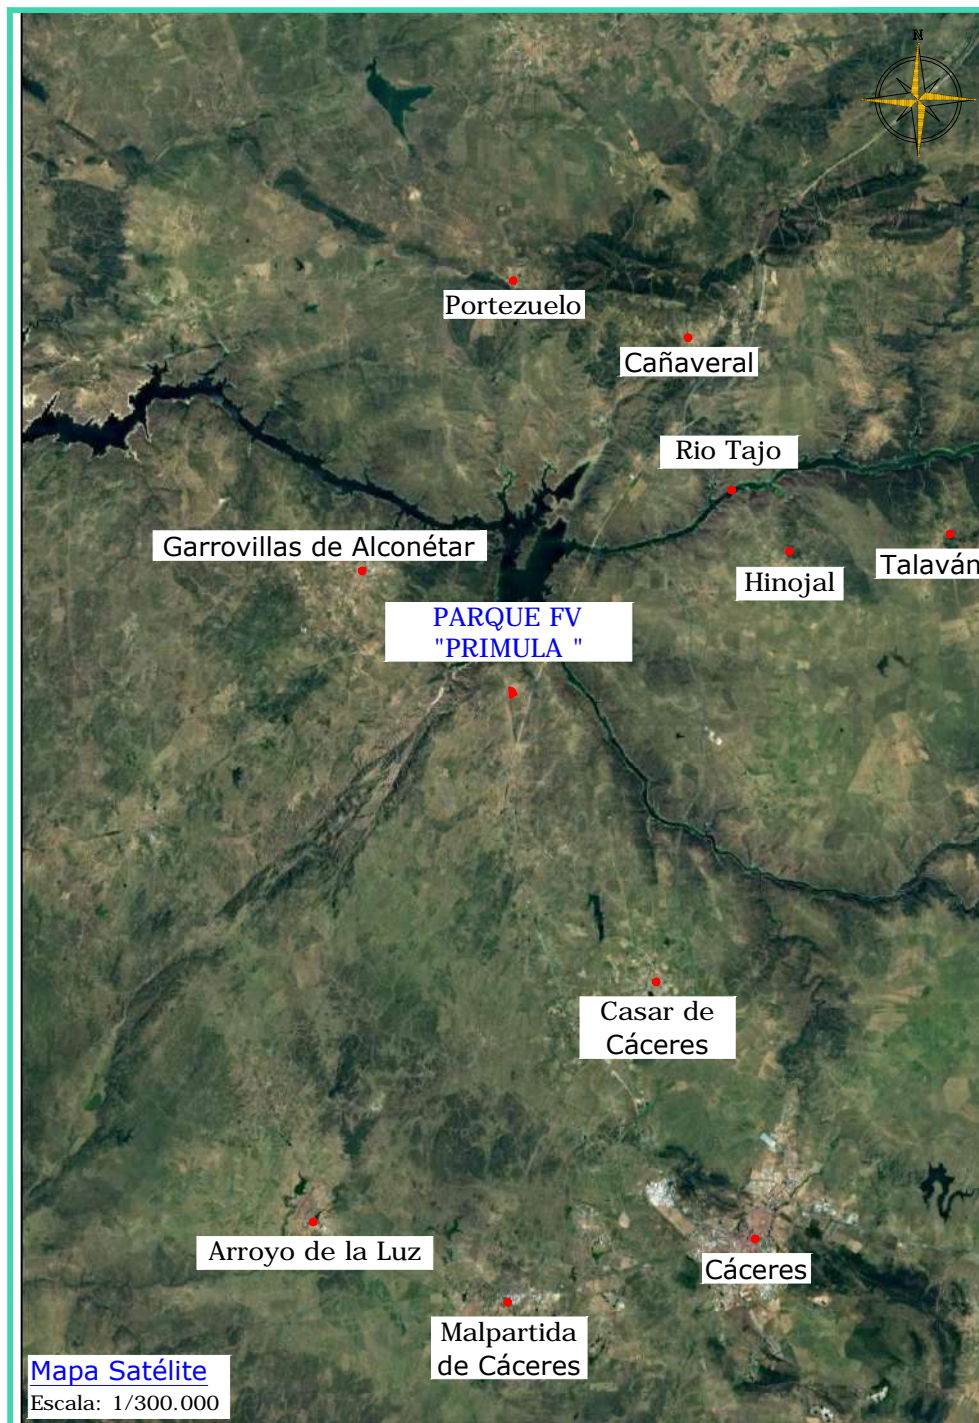 N
Portezuelo
Cañaveral
Rio Tajo
Garrovillas de Alconétar
Hinojal
Talaván
PARQUE FV
"PRIMULA "
Casar de
Cáceres
Arroyo de la Luz
Cáceres
Malpartida
de Cáceres
Mapa Satélite
Escala: 1/300.000